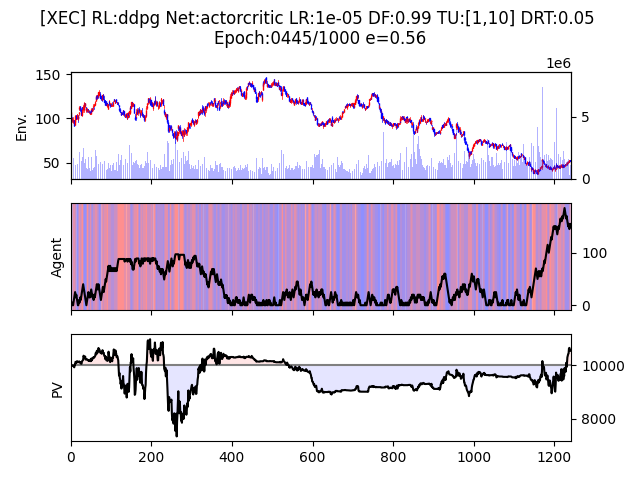 [XEC] RL:ddpg Net:actorcritic LR:1e-05 DF:0.99 TU:[1,10] DRT:0.05
Epoch:0445/1000 e=0.56
1e6
150
100
50
Env.
5
0
Agent
100
0
PV
10000
8000
0 200 400 600 800 1000 1200